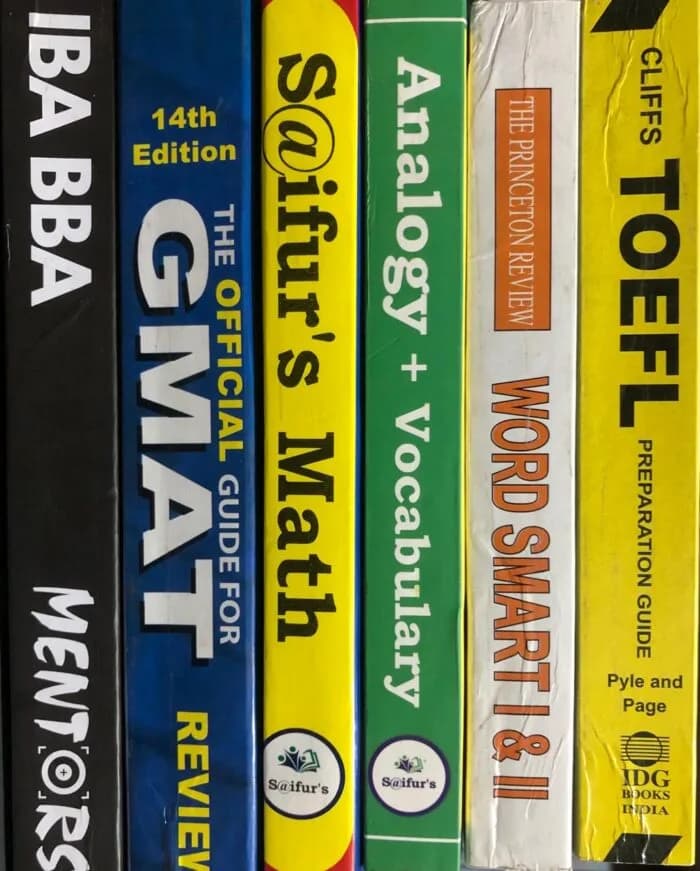 IBA BBA
MENTORS
14th
Edition
THE OFFICIAL GUIDE FOR
GMAT
REVIEW
S@ifur's Math
S@ifur's
Analogy + Vocabulary
S@ifur's
THE PRINCETON REVIEW
WORD SMART I & II
CLIFFS
TOEFL
PREPARATION GUIDE
Pyle and
Page
IDG
BOOKS
INDIA